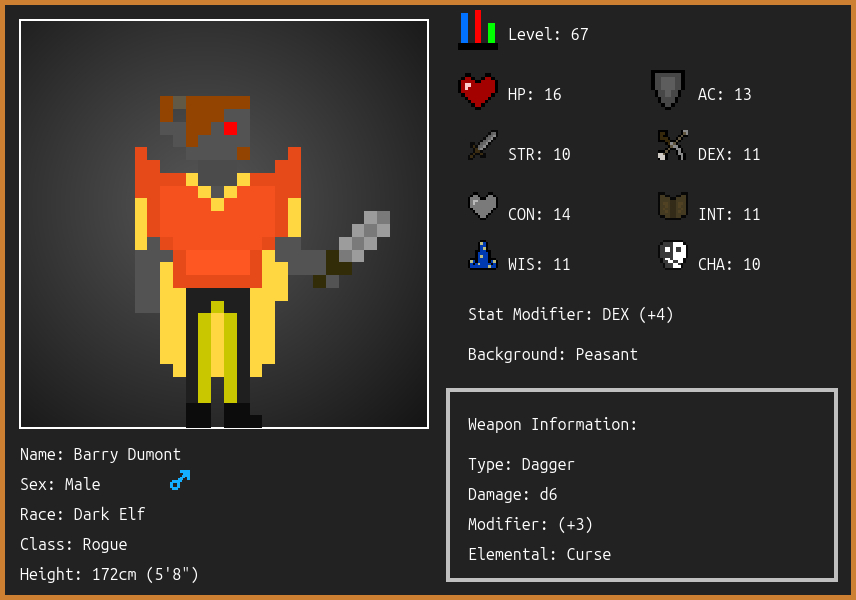 Level: 67
HP: 16
AC: 13
STR: 10
DEX: 11
CON: 14
INT: 11
WIS: 11
CHA: 10
Stat Modifier: DEX (+4)
Background: Peasant
Weapon Information:
Type: Dagger
Damage: d6
Modifier: (+3)
Elemental: Curse
Name: Barry Dumont
Sex: Male
Race: Dark Elf
Class: Rogue
Height: 172cm (5'8")